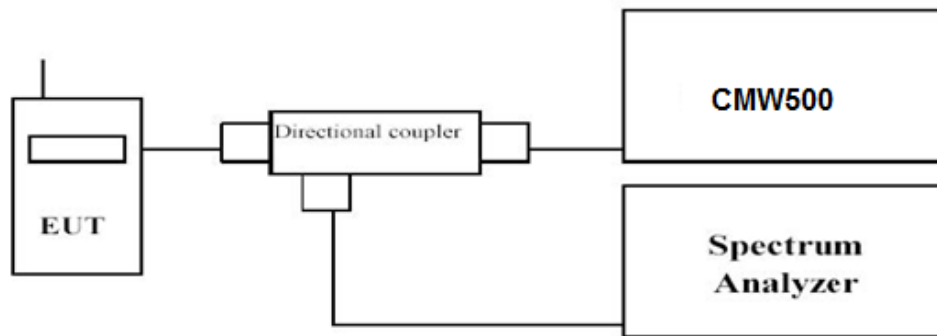 EUT
Directional coupler
CMW500
Spectrum
Analyzer